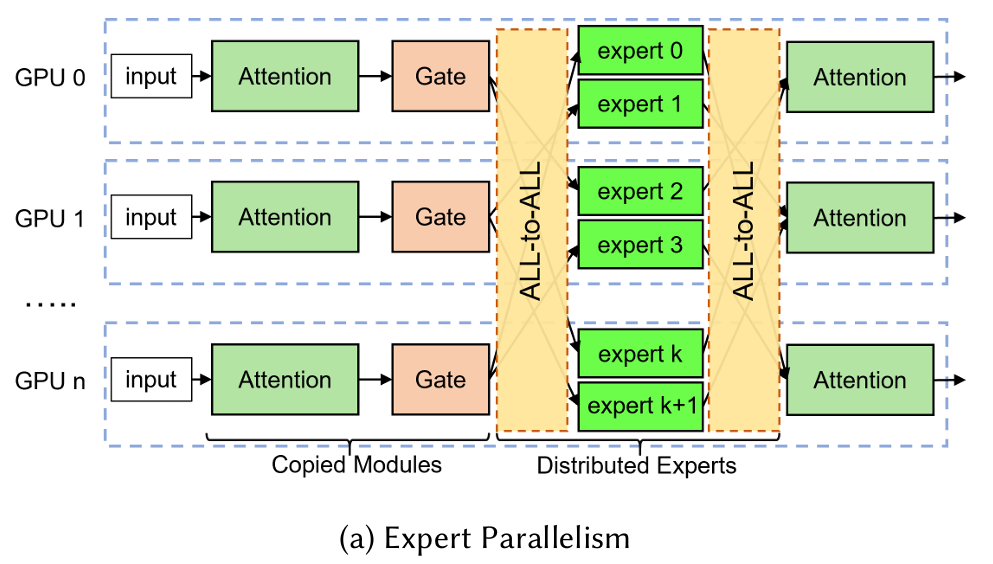 GPU 0
input
Attention
Gate
ALL-to-ALL
expert 0
expert 1
ALL-to-ALL
Attention
GPU 1
input
Attention
Gate
expert 2
expert 3
Attention
.....
GPU n
input
Attention
Gate
expert k
expert k+1
Attention
Copied Modules
Distributed Experts
(a) Expert Parallelism